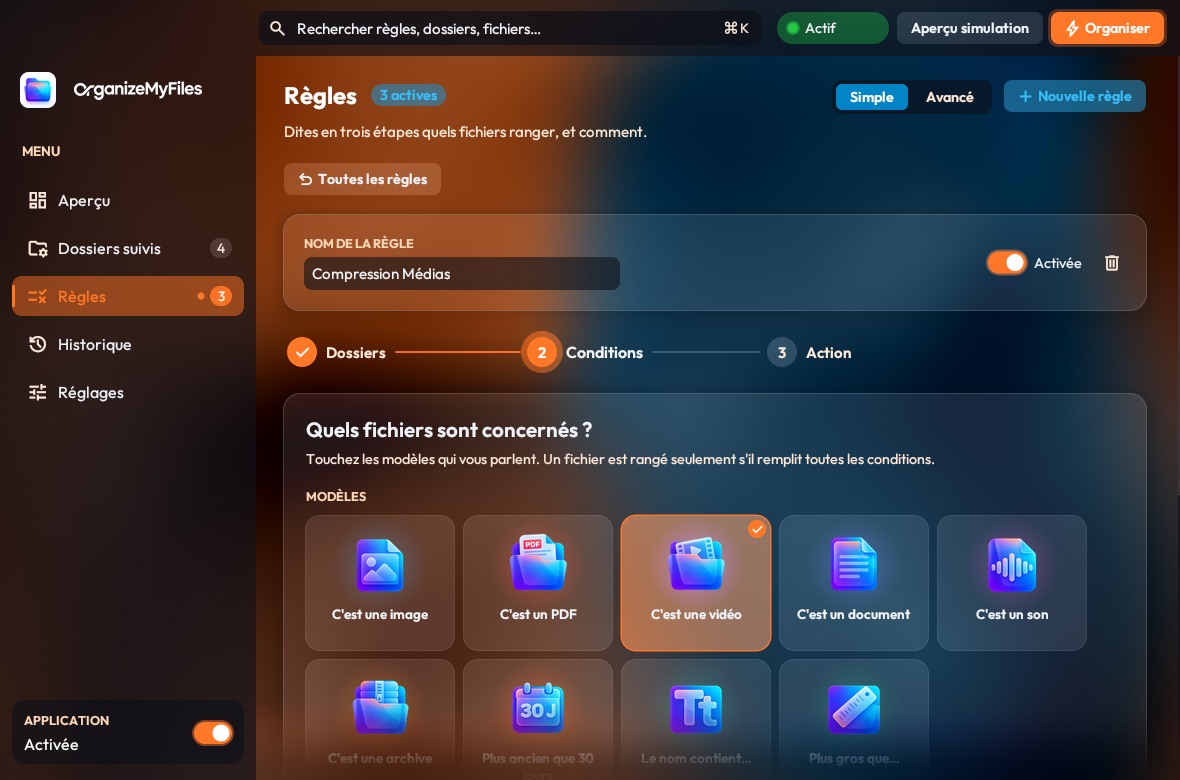 Rechercher règles, dossiers, fichiers...
⌘K
Actif
Aperçu simulation
Organiser
OrganizeMyFiles
MENU
Aperçu
Dossiers suivis
4
Règles
3
Historique
Réglages
APPLICATION
Activée
Règles
3 actives
Simple
Avancé
+ Nouvelle règle
Dites en trois étapes quels fichiers ranger, et comment.
Toutes les règles
NOM DE LA RÈGLE
Compression Médias
Activée
Dossiers
2
Conditions
3
Action
Quels fichiers sont concernés ?
Touchez les modèles qui vous parlent. Un fichier est rangé seulement s'il remplit toutes les conditions.
MODÈLES
C'est une image
PDF
C'est un PDF
C'est une vidéo
C'est un document
C'est un son
C'est une archive
30 J
Plus ancien que 30
jours
Tt
Le nom contient...
Plus gros que...